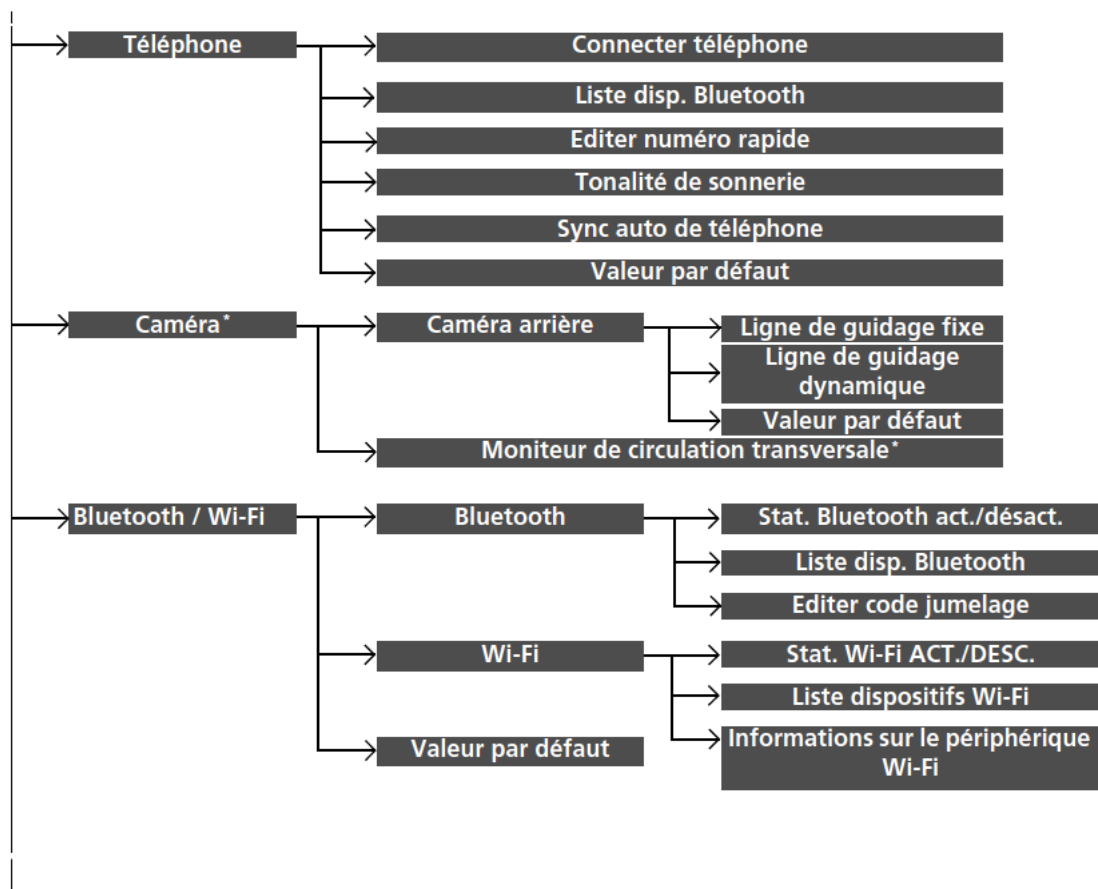 Téléphone
Connecter téléphone
Liste disp. Bluetooth
Editer numéro rapide
Tonalité de sonnerie
Sync auto de téléphone
Valeur par défaut
Caméra*
Caméra arrière
Ligne de guidage fixe
Ligne de guidage
dynamique
Valeur par défaut
Moniteur de circulation transversale*
Bluetooth / Wi-Fi
Bluetooth
Stat. Bluetooth act./désact.
Liste disp. Bluetooth
Editer code jumelage
Wi-Fi
Stat. Wi-Fi ACT./DESC.
Liste dispositifs Wi-Fi
Informations sur le périphérique
Wi-Fi
Valeur par défaut